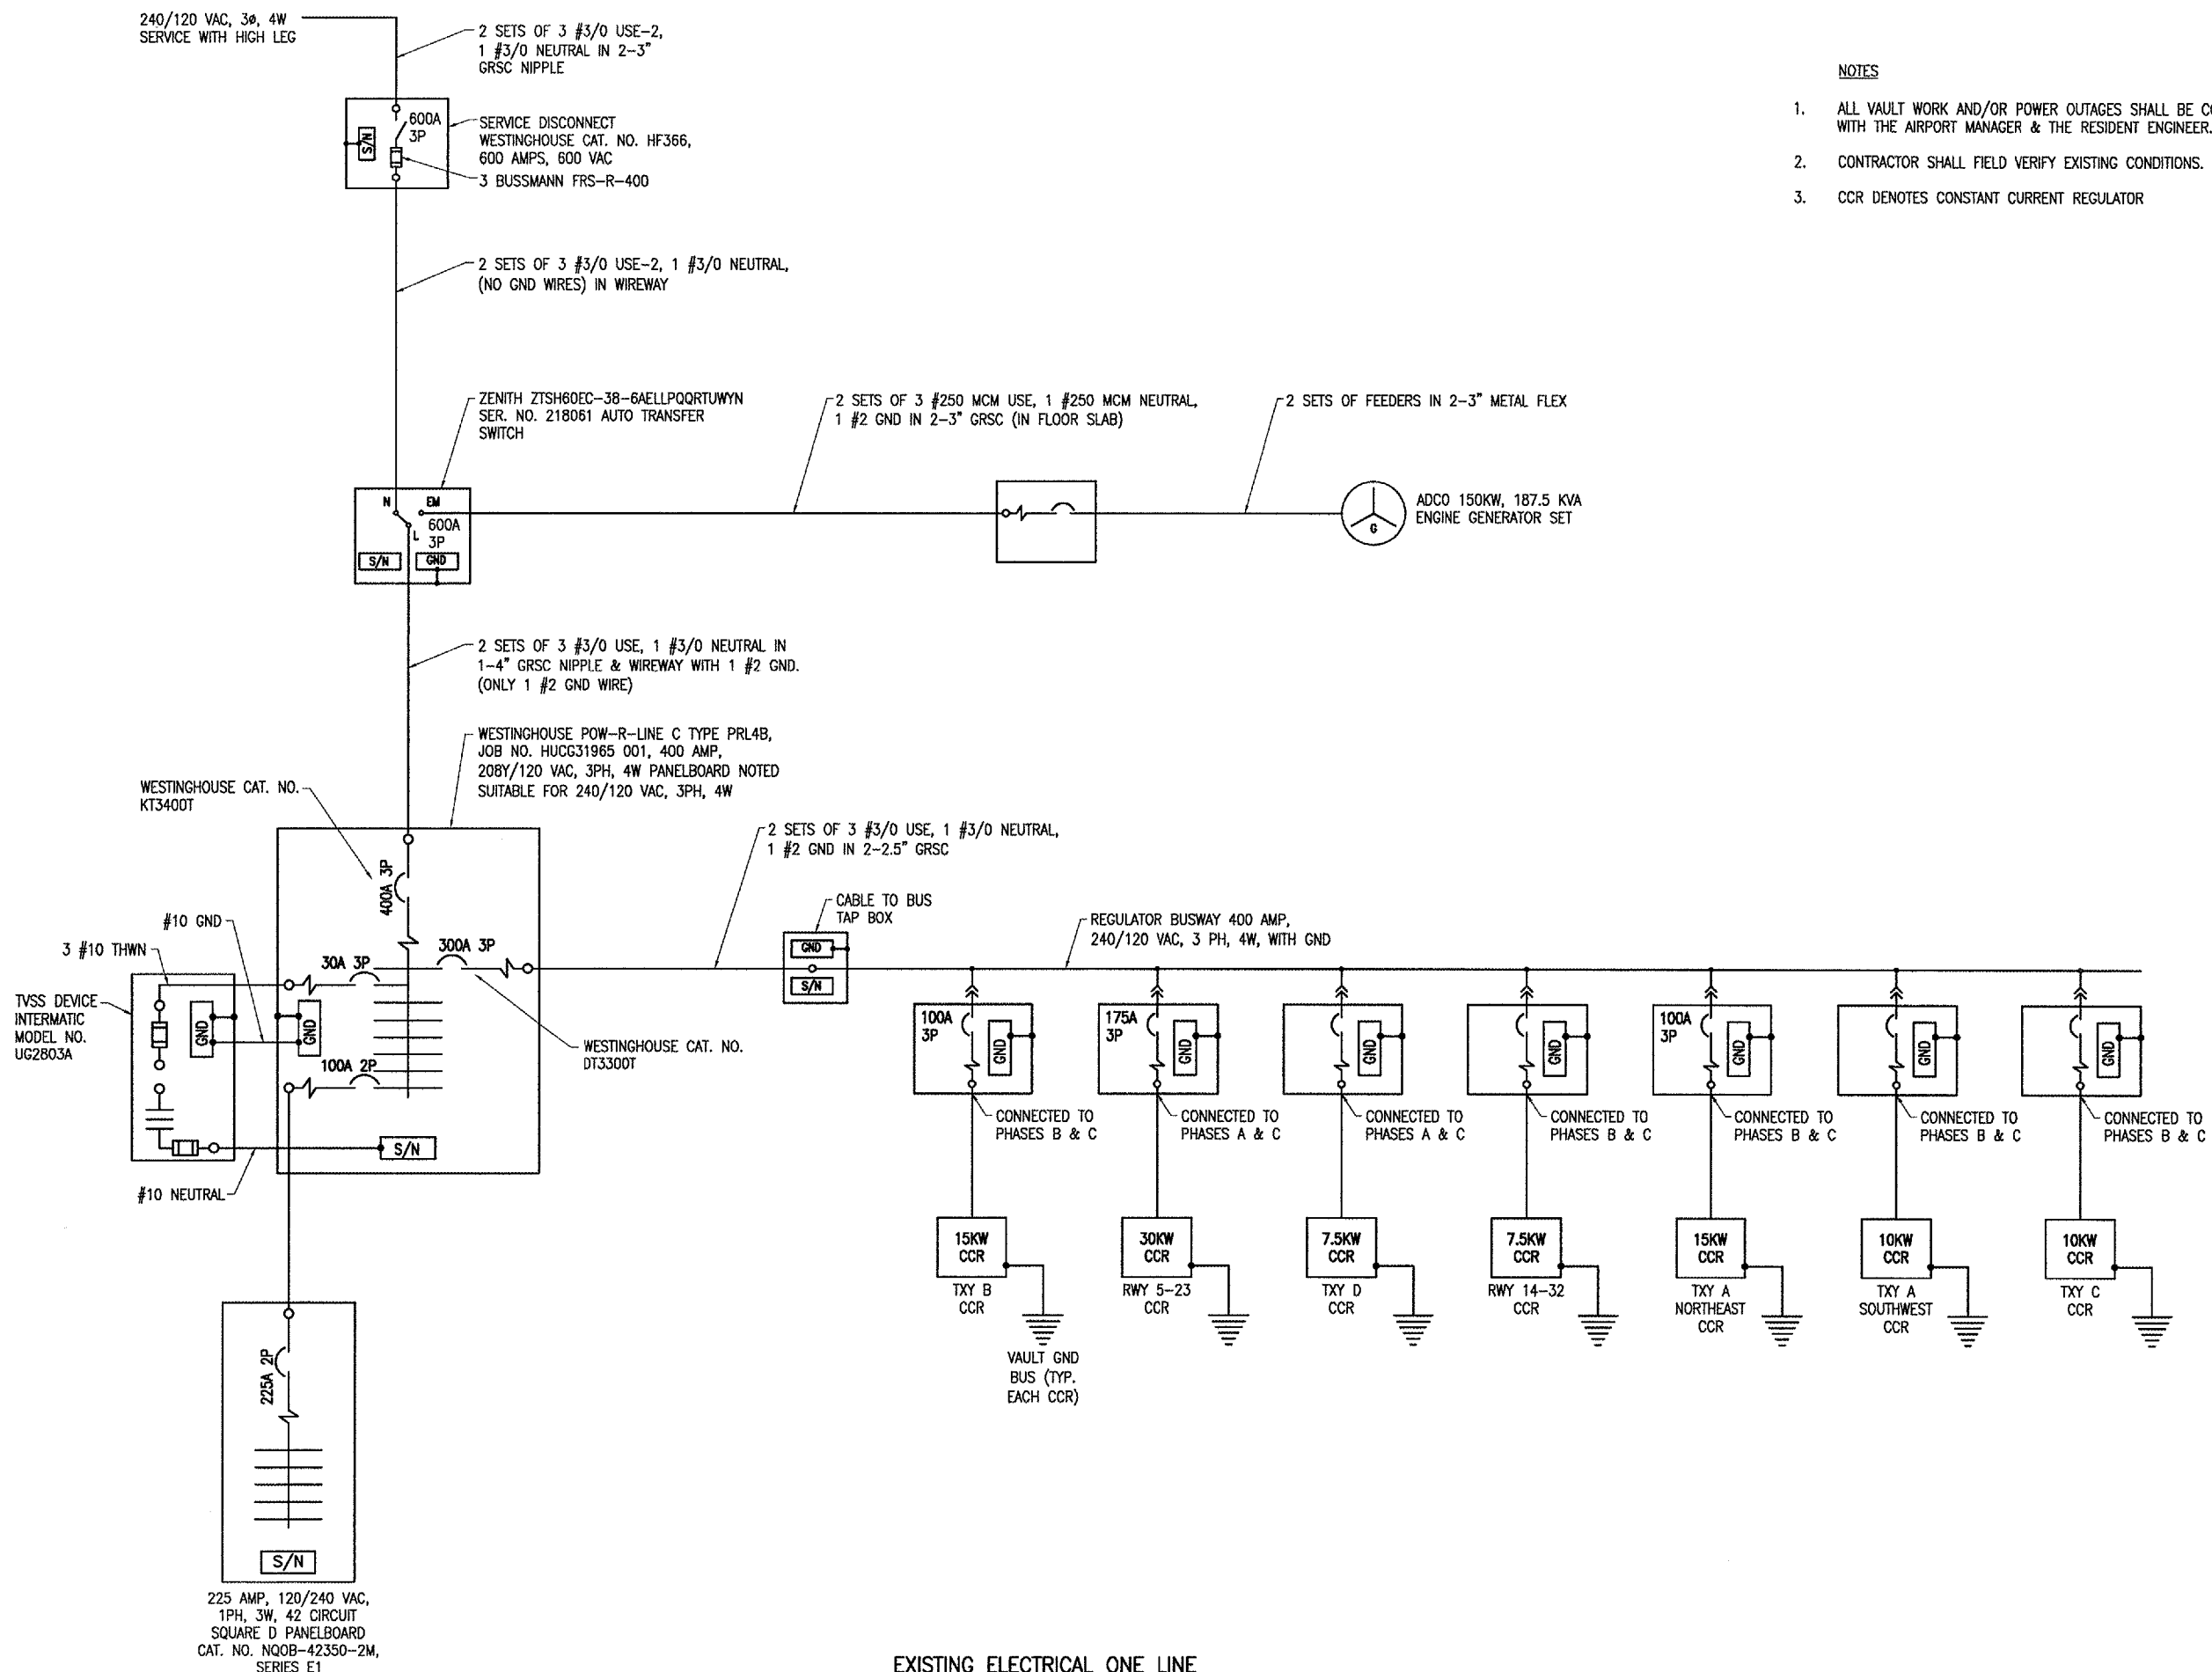 240/120 VAC, 3ø, 4W
SERVICE WITH HIGH LEG
2 SETS OF 3 #3/0 USE-2,
1 #3/0 NEUTRAL IN 2-3"
GRSC NIPPLE
600A
3P
S/N
SERVICE DISCONNECT
WESTINGHOUSE CAT. NO. HF366,
600 AMPS, 600 VAC
3 BUSSMANN FRS-R-400
NOTES
1. ALL VAULT WORK AND/OR POWER OUTAGES SHALL BE
WITH THE AIRPORT MANAGER & THE RESIDENT ENGINEER.
2. CONTRACTOR SHALL FIELD VERIFY EXISTING CONDITIONS.
3. CCR DENOTES CONSTANT CURRENT REGULATOR
2 SETS OF 3 #3/0 USE-2, 1 #3/0 NEUTRAL,
(NO GND WIRES) IN WIREWAY
ZENITH ZTSH60EC-38-6AELLPQQRTUWYN
SER. NO. 218061 AUTO TRANSFER
SWITCH
2 SETS OF 3 #250 MCM USE, 1 #250 MCM NEUTRAL,
1 #2 GND IN 2-3" GRSC (IN FLOOR SLAB)
2 SETS OF FEEDERS IN 2-3" METAL FLEX
N
EM
600A
L
3P
S/N
GND
ADCO 150KW, 187.5 KVA
ENGINE GENERATOR SET
G
2 SETS OF 3 #3/0 USE, 1 #3/0 NEUTRAL IN
1-4" GRSC NIPPLE & WIREWAY WITH 1 #2 GND.
(ONLY 1 #2 GND WIRE)
WESTINGHOUSE POW-R-LINE C TYPE PRL4B,
JOB NO. HUCG31965 001, 400 AMP,
208Y/120 VAC, 3PH, 4W PANELBOARD NOTED
SUITABLE FOR 240/120 VAC, 3PH, 4W
WESTINGHOUSE CAT. NO.
KT3400T
400A 3P
2 SETS OF 3 #3/0 USE, 1 #3/0 NEUTRAL,
1 #2 GND IN 2-2.5" GRSC
CABLE TO BUS
TAP BOX
GND
S/N
REGULATOR BUSWAY 400 AMP,
240/120 VAC, 3 PH, 4W, WITH GND
#10 GND
3 #10 THWN
30A 3P
300A 3P
TVSS DEVICE
INTERMATIC
MODEL NO.
UG2803A
GND
GND
100A 2P
WESTINGHOUSE CAT. NO.
DT3300T
S/N
#10 NEUTRAL
100A
3P
GND
175A
3P
GND
GND
GND
100A
3P
GND
GND
GND
CONNECTED TO
PHASES B & C
CONNECTED TO
PHASES A & C
CONNECTED TO
PHASES A & C
CONNECTED TO
PHASES B & C
CONNECTED TO
PHASES B & C
CONNECTED TO
PHASES B & C
CONNECTED TO
PHASES B & C
15KW
CCR
TXY B
CCR
30KW
CCR
RWY 5-23
CCR
7.5KW
CCR
TXY D
CCR
7.5KW
CCR
RWY 14-32
CCR
15KW
CCR
TXY A
NORTHEAST
CCR
10KW
CCR
TXY A
SOUTHWEST
CCR
10KW
CCR
TXY C
CCR
VAULT GND
BUS (TYP.
EACH CCR)
225A 2P
S/N
225 AMP, 120/240 VAC,
1PH, 3W, 42 CIRCUIT
SQUARE D PANELBOARD
CAT. NO. NQOB-42350-2M,
SERIES E1
EXISTING ELECTRICAL ONE LINE